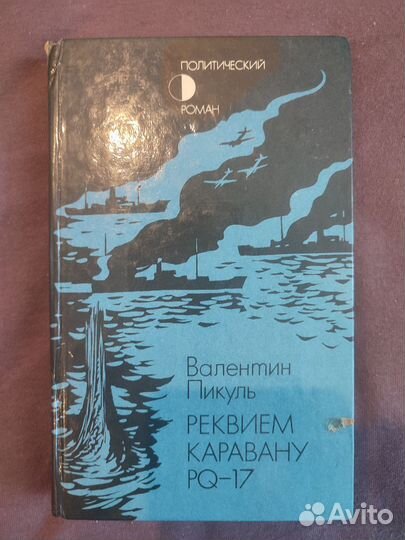 ПОЛИТИЧЕСКИЙ
РОМАН
ВАЛЕНТИН
ПИКУЛЬ
РЕКВИЕМ
КАРАВАНУ
PQ-17
Avito